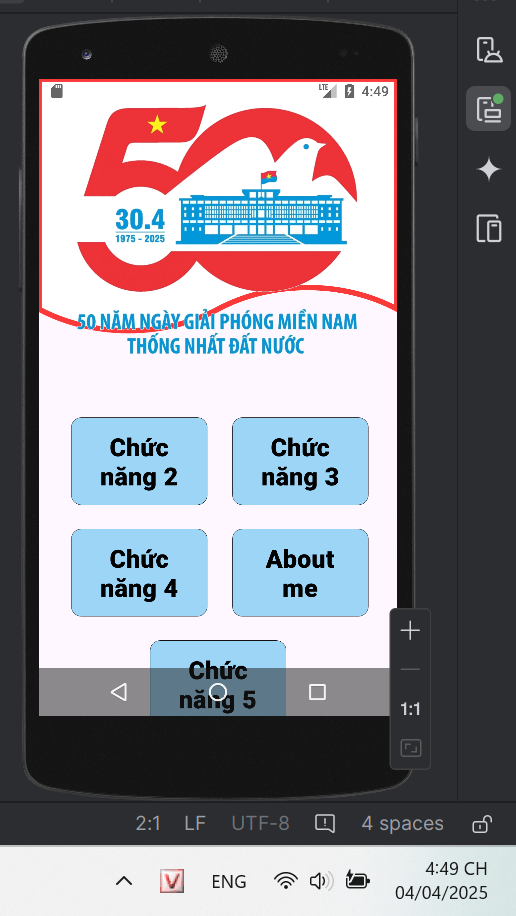 LTE
4:49
50
30.4
1975 - 2025
50 NĂM NGÀY GIẢI PHÓNG MIỀN NAM
THỐNG NHẤT ĐẤT NƯỚC
Chức
năng 2
Chức
năng 3
Chức
năng 4
About
me
Chức
năng 5
1:1
2:1 LF UTF-8 4 spaces
V ENG 4:49 CH
04/04/2025